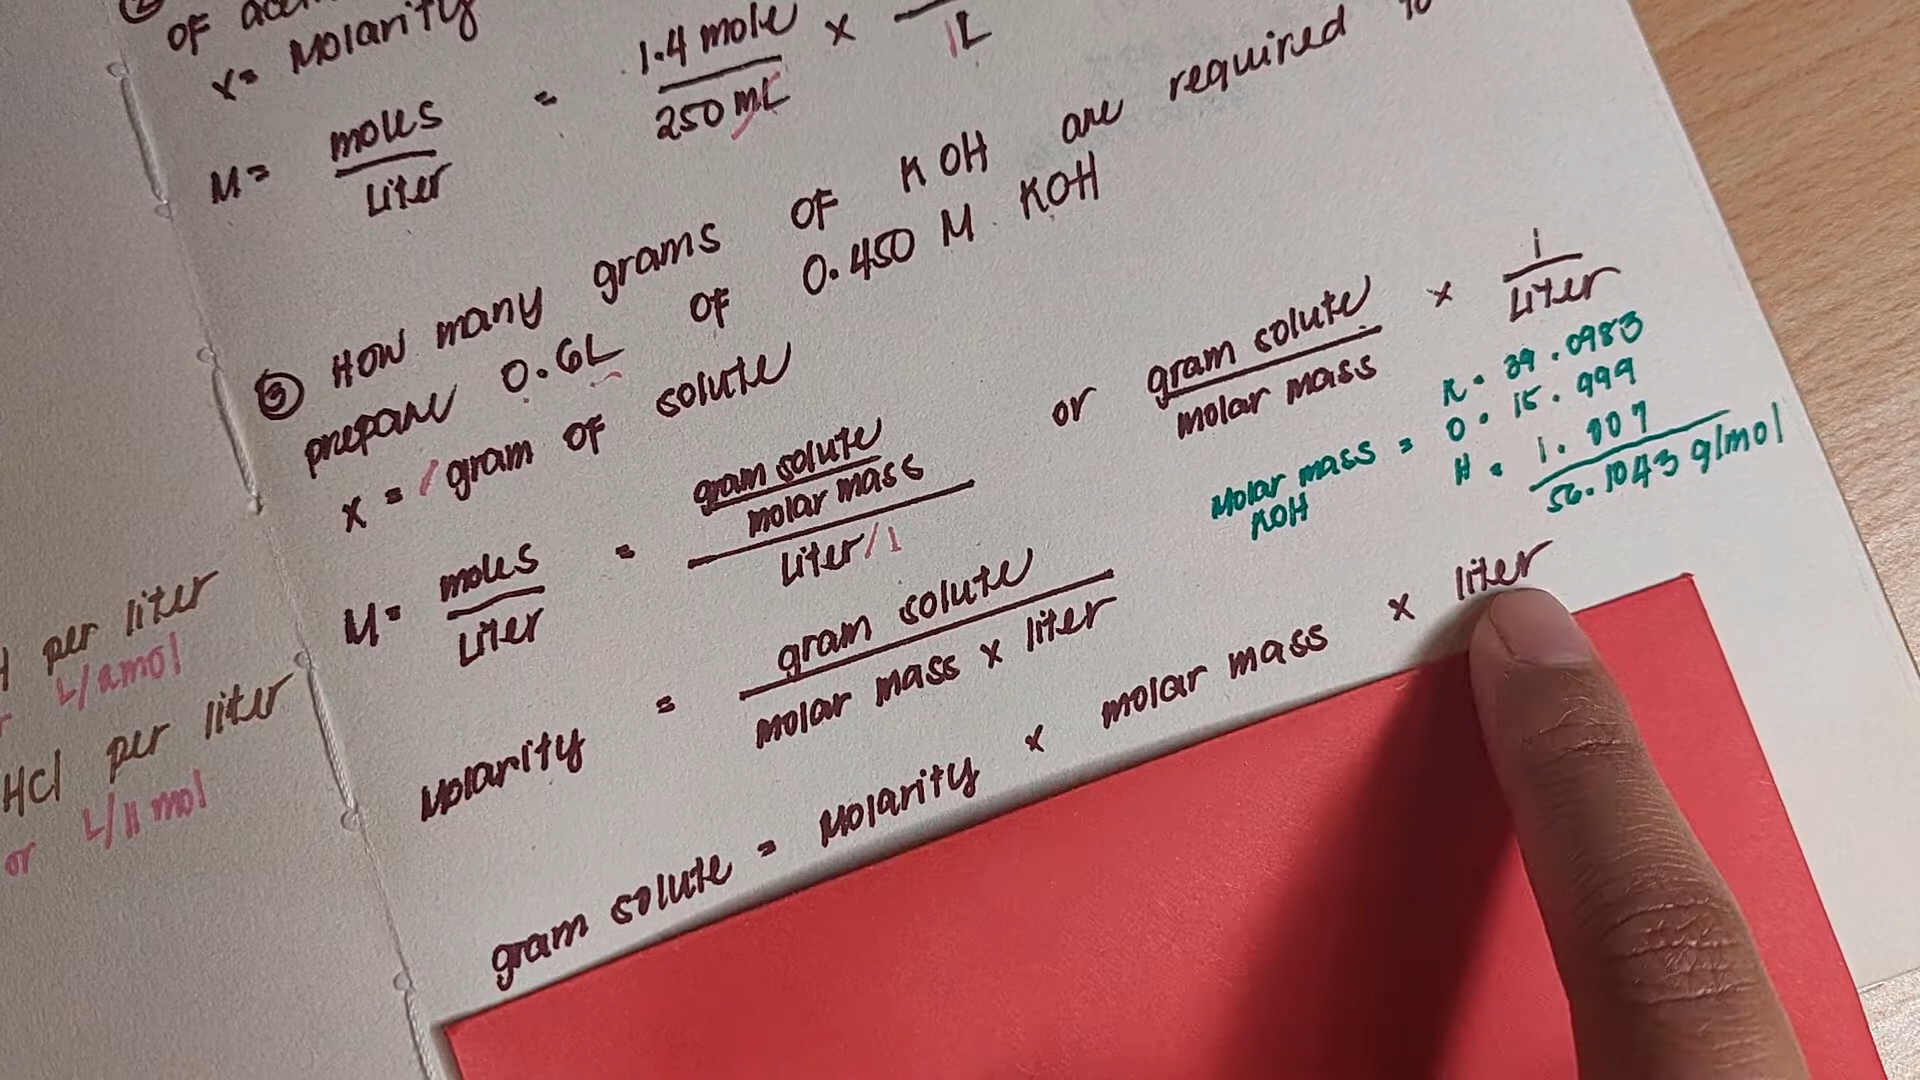 ②
of
x = Molarity
M = moles / liter = 1.4 mole / 250 mL x 1L
③ How many grams of KOH are required to
prepare 0.6L of 0.450 M KOH
x = gram of solute
M = moles / liter = gram solute / molar mass / liter/1 or gram solute / molar mass x 1 / liter
Molar mass KOH =
K = 39.0983
O = 15.999
H = 1.007
56.1043 g/mol
Molarity = gram solute / molar mass x liter
gram solute = Molarity x molar mass x liter
per liter
L/2mol
HCl per liter
or L/11 mol